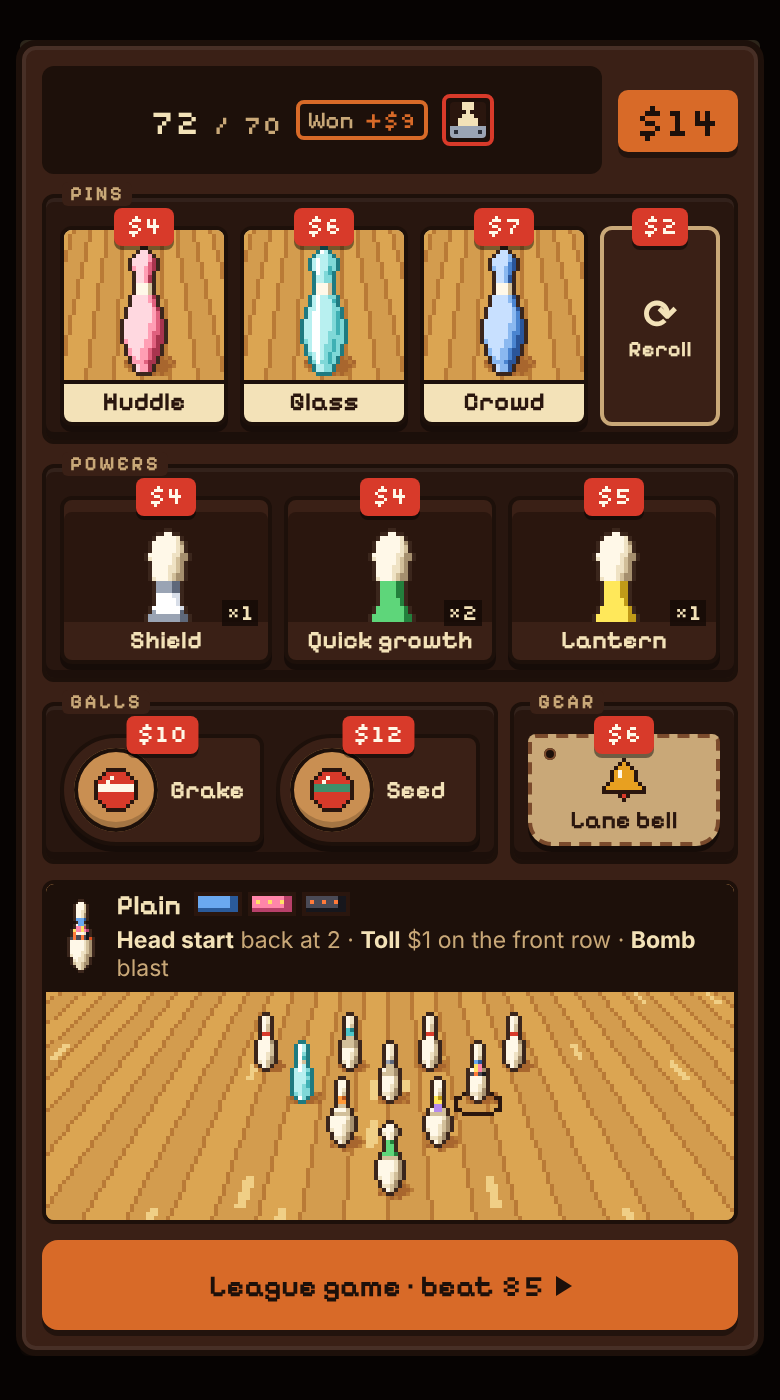 72 / 70 Won +$9 $14
PINS
$4 $6 $7 $2
Huddle Glass Crowd Reroll
POWERS
$4 $4 $5
×1 ×2 ×1
Shield Quick growth Lantern
BALLS GEAR
$10 $12 $6
Brake Seed Lane bell
Plain
Head start back at 2 · Toll $1 on the front row · Bomb
blast
League game · beat 85 ▶